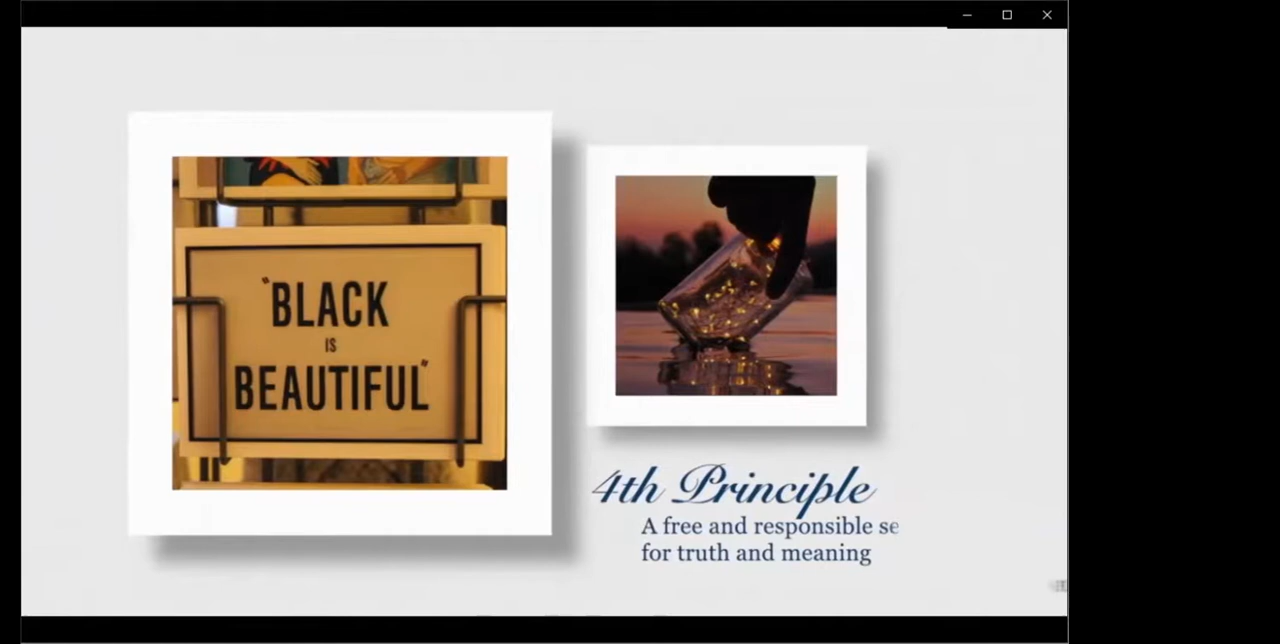 "BLACK
IS
BEAUTIFUL"
4th Principle
A free and responsible se
for truth and meaning